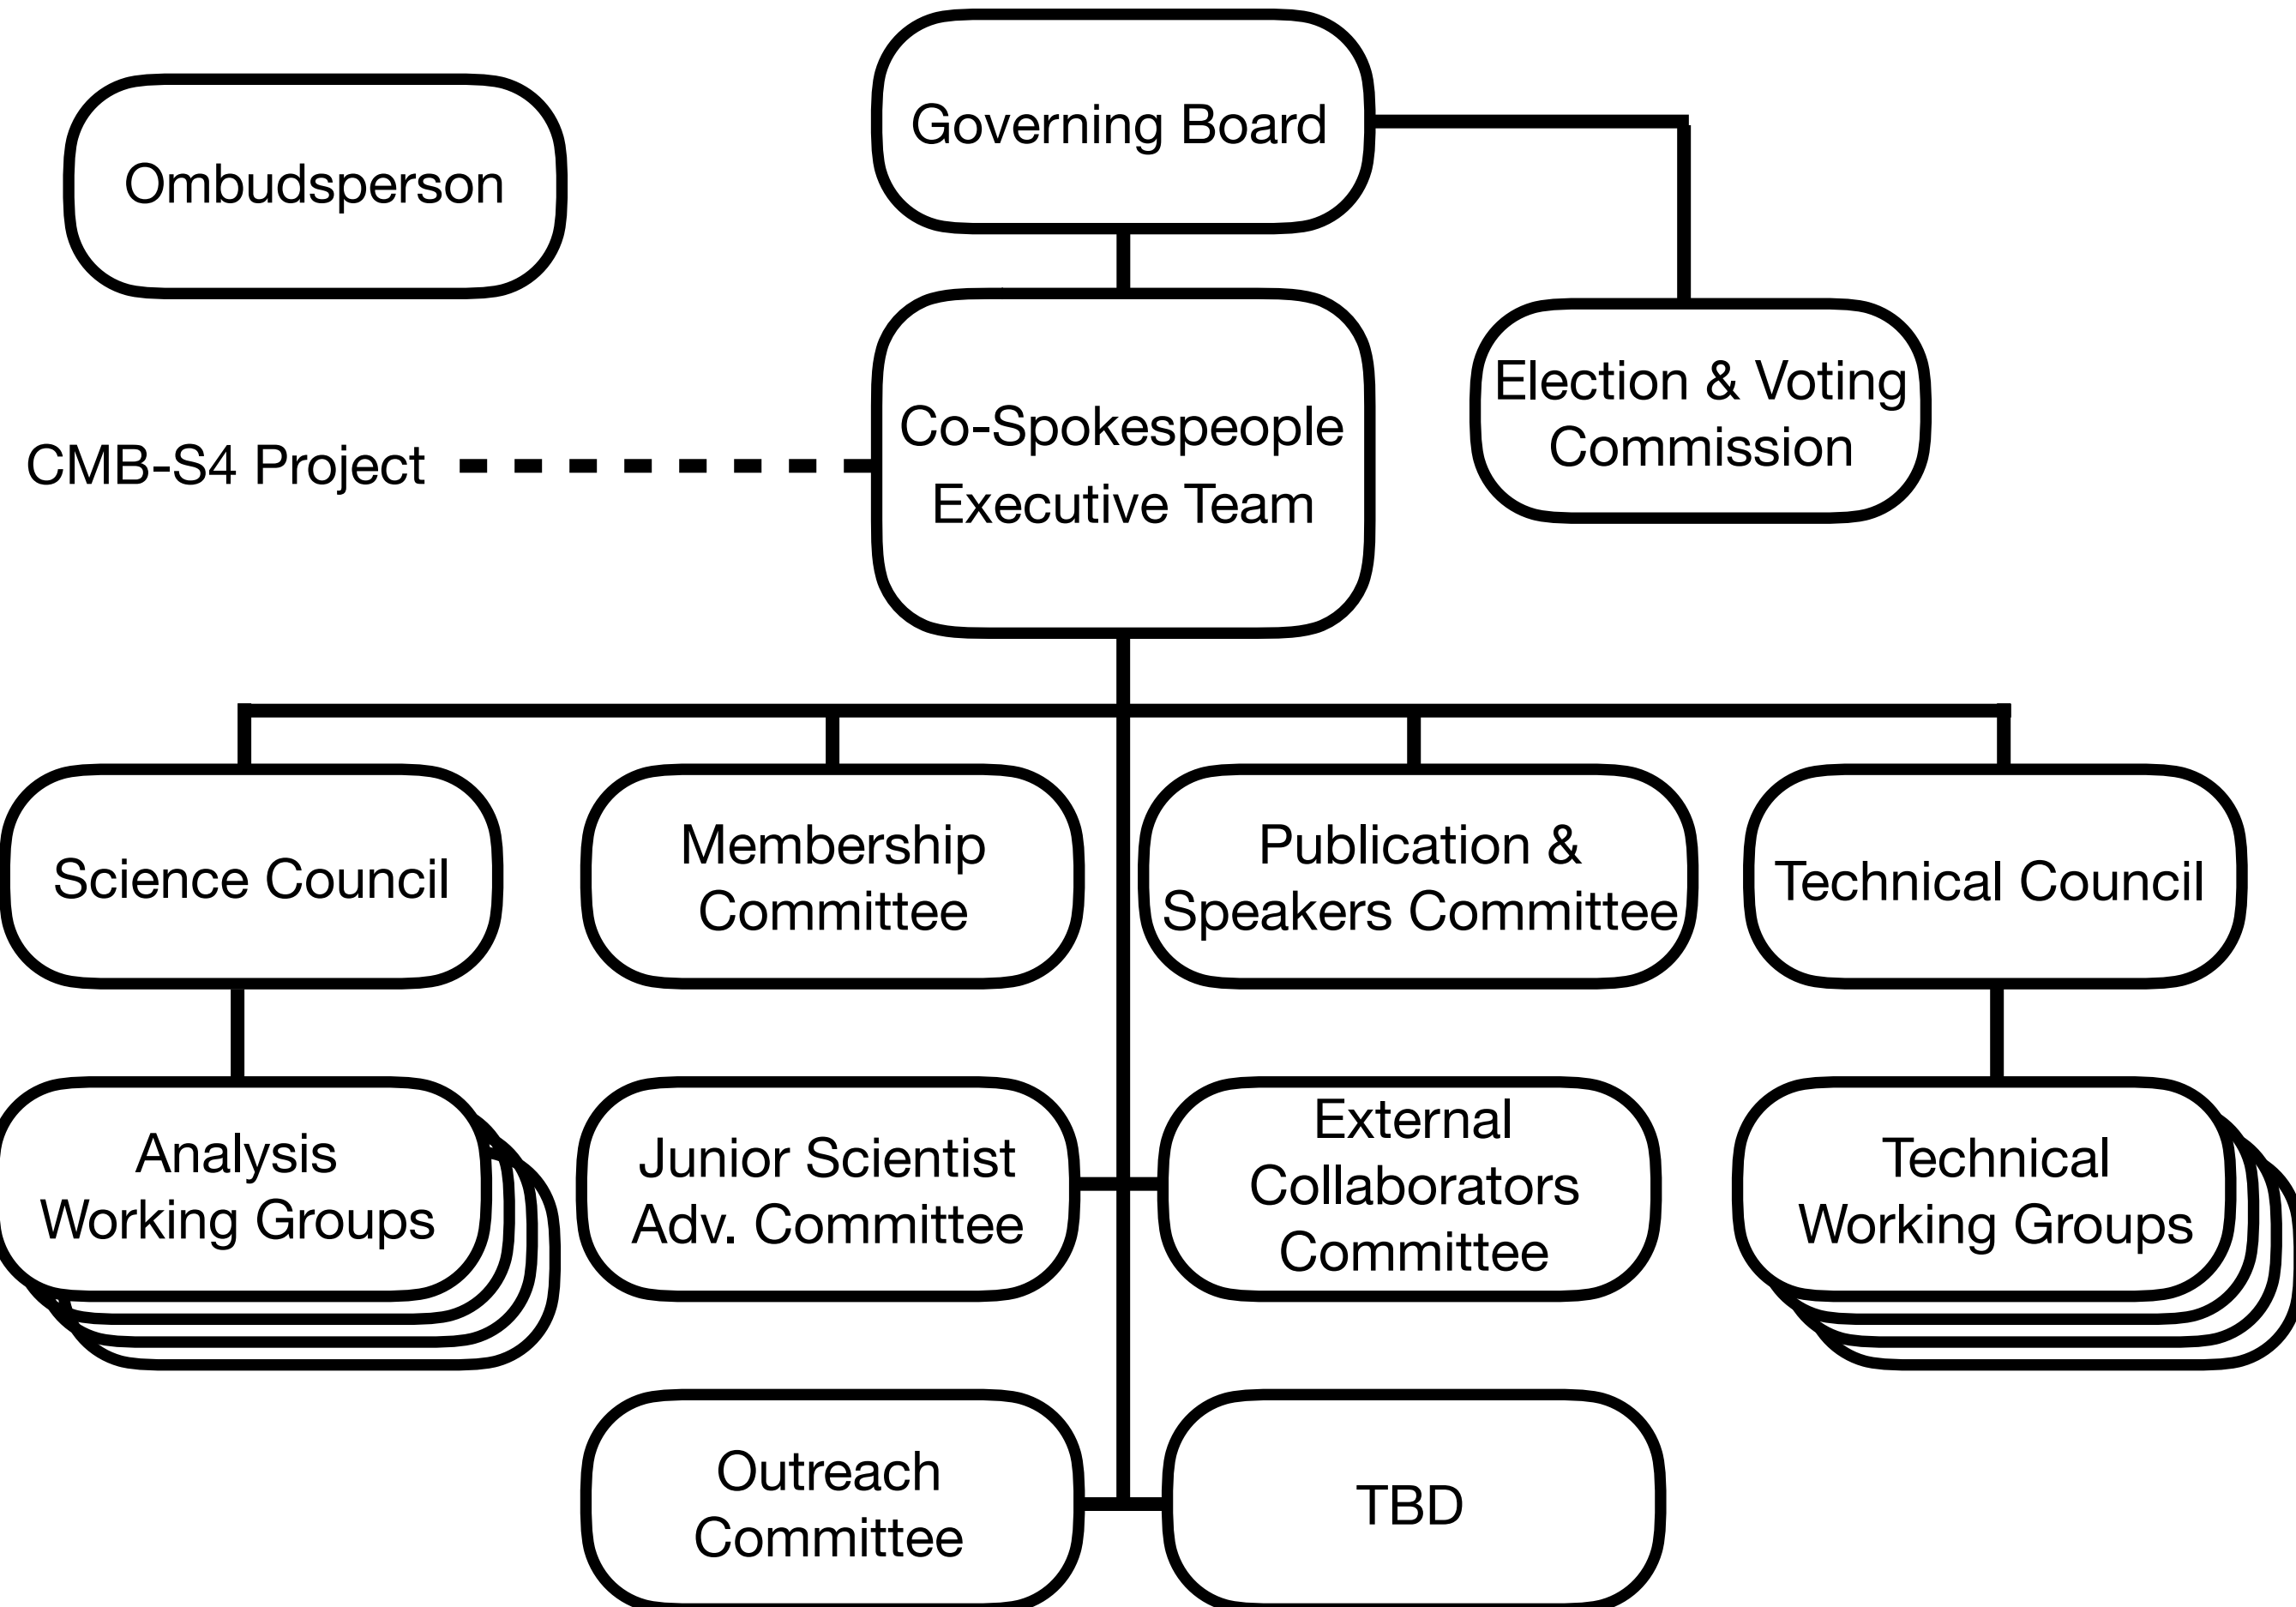 Governing Board
Ombudsperson
Election & Voting
Commission
Co-Spokespeople
Executive Team
CMB-S4 Project
Science Council
Membership
Committee
Publication &
Speakers Committee
Technical Council
Analysis
Working Groups
Junior Scientist
Adv. Committee
External
Collaborators
Committee
Technical
Working Groups
Outreach
Committee
TBD